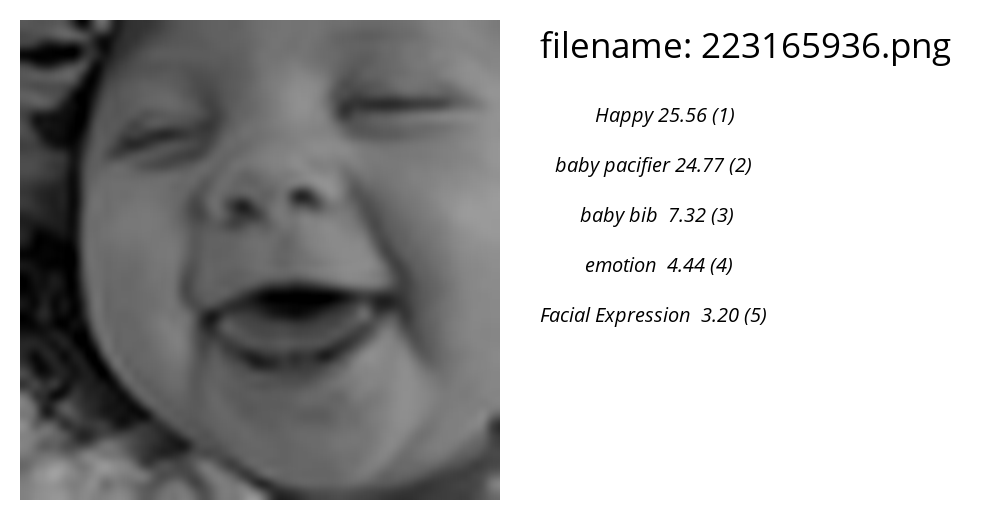 filename: 223165936.png
Happy 25.56 (1)
baby pacifier 24.77 (2)
baby bib 7.32 (3)
emotion 4.44 (4)
Facial Expression 3.20 (5)